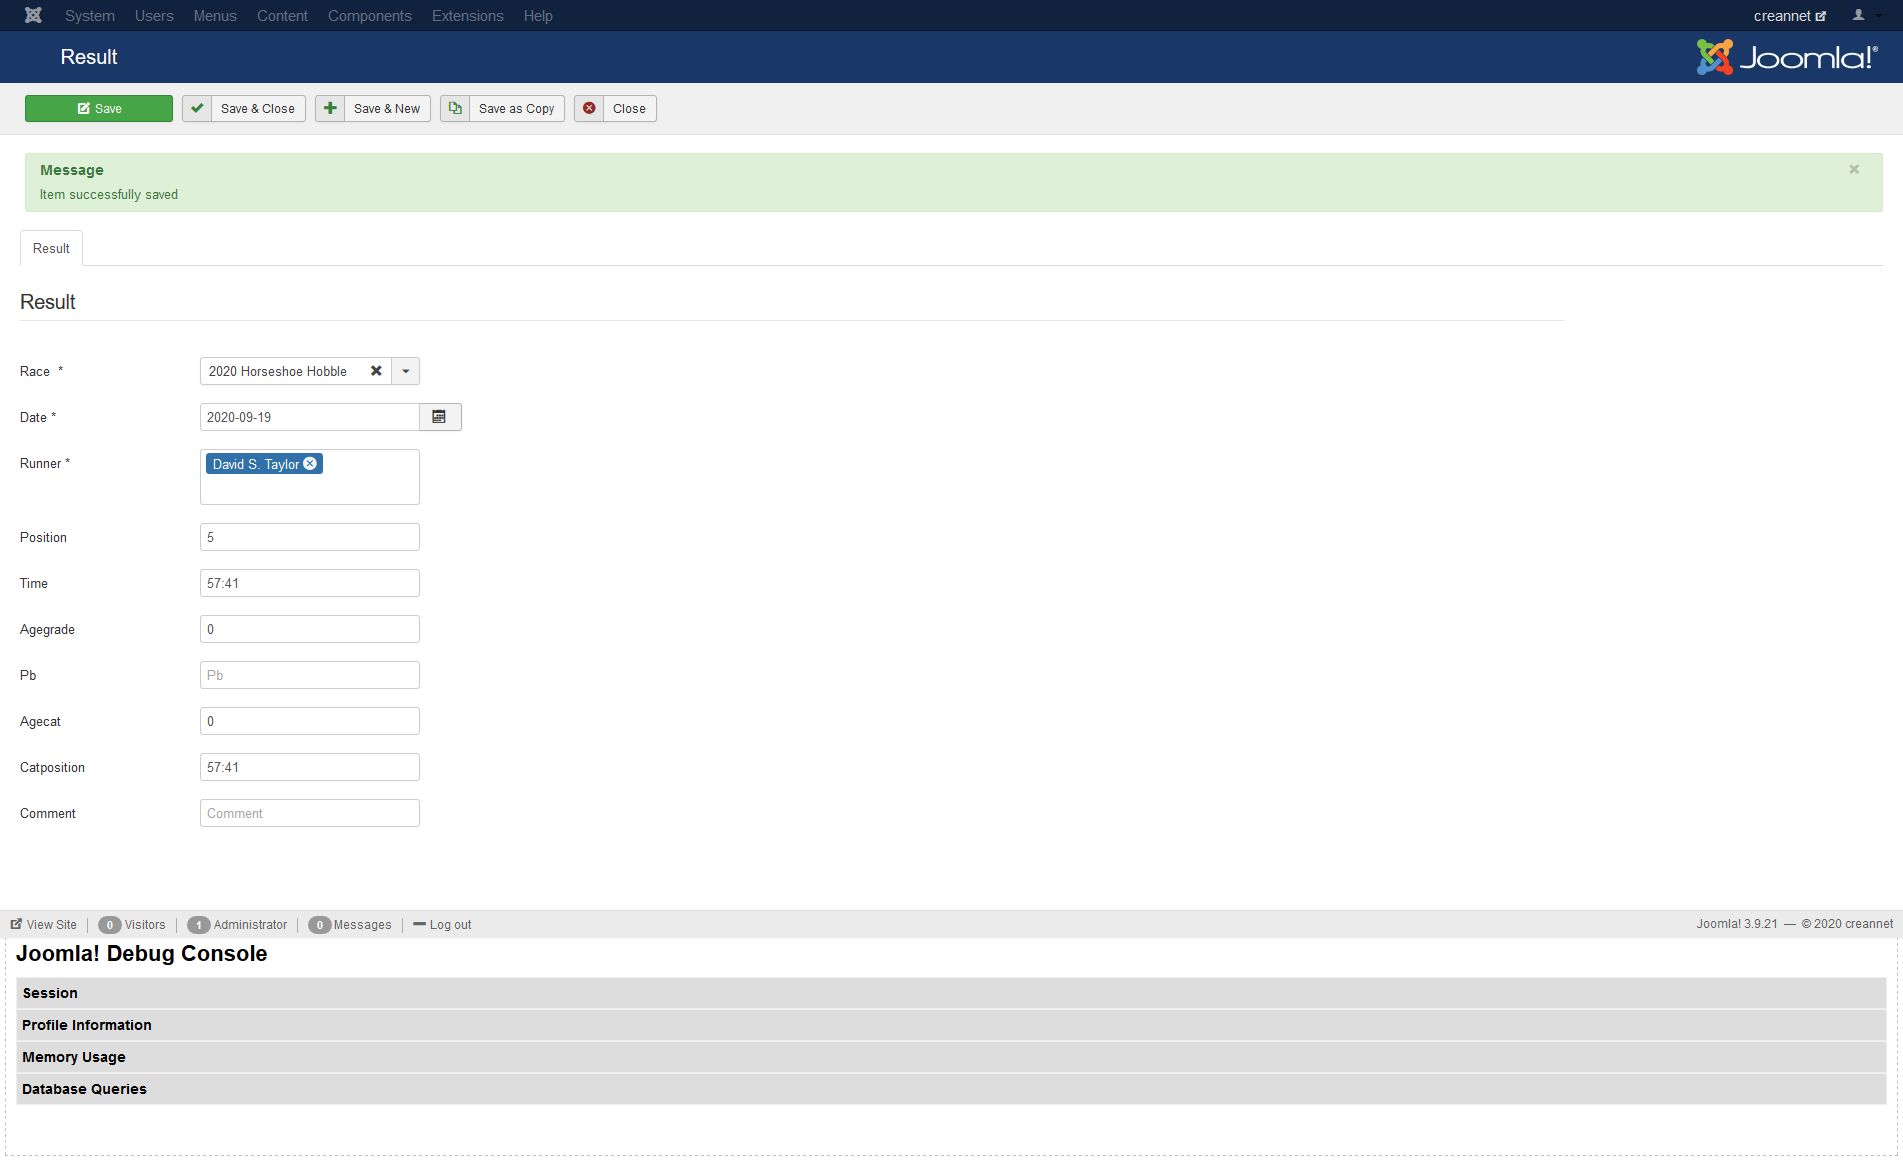 System Users Menus Content Components Extensions Help creannet
Result Joomla!®
Save Save & Close Save & New Save as Copy Close
Message
Item successfully saved
Result
Result
Race * 2020 Horseshoe Hobble
Date * 2020-09-19
Runner * David S. Taylor
Position 5
Time 57:41
Agegrade 0
Pb Pb
Agecat 0
Catposition 57:41
Comment Comment
View Site 0 Visitors 1 Administrator 0 Messages Log out Joomla! 3.9.21 — © 2020 creannet
Joomla! Debug Console
Session
Profile Information
Memory Usage
Database Queries